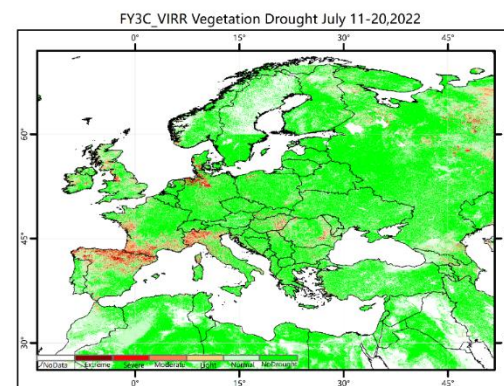 FY3C_VIRR Vegetation Drought July 11-20,2022
0° 15° 30° 45°
60°
45°
30°
NoData Extreme Severe Moderate Light Normal NoDrought
0° 15° 30° 45°